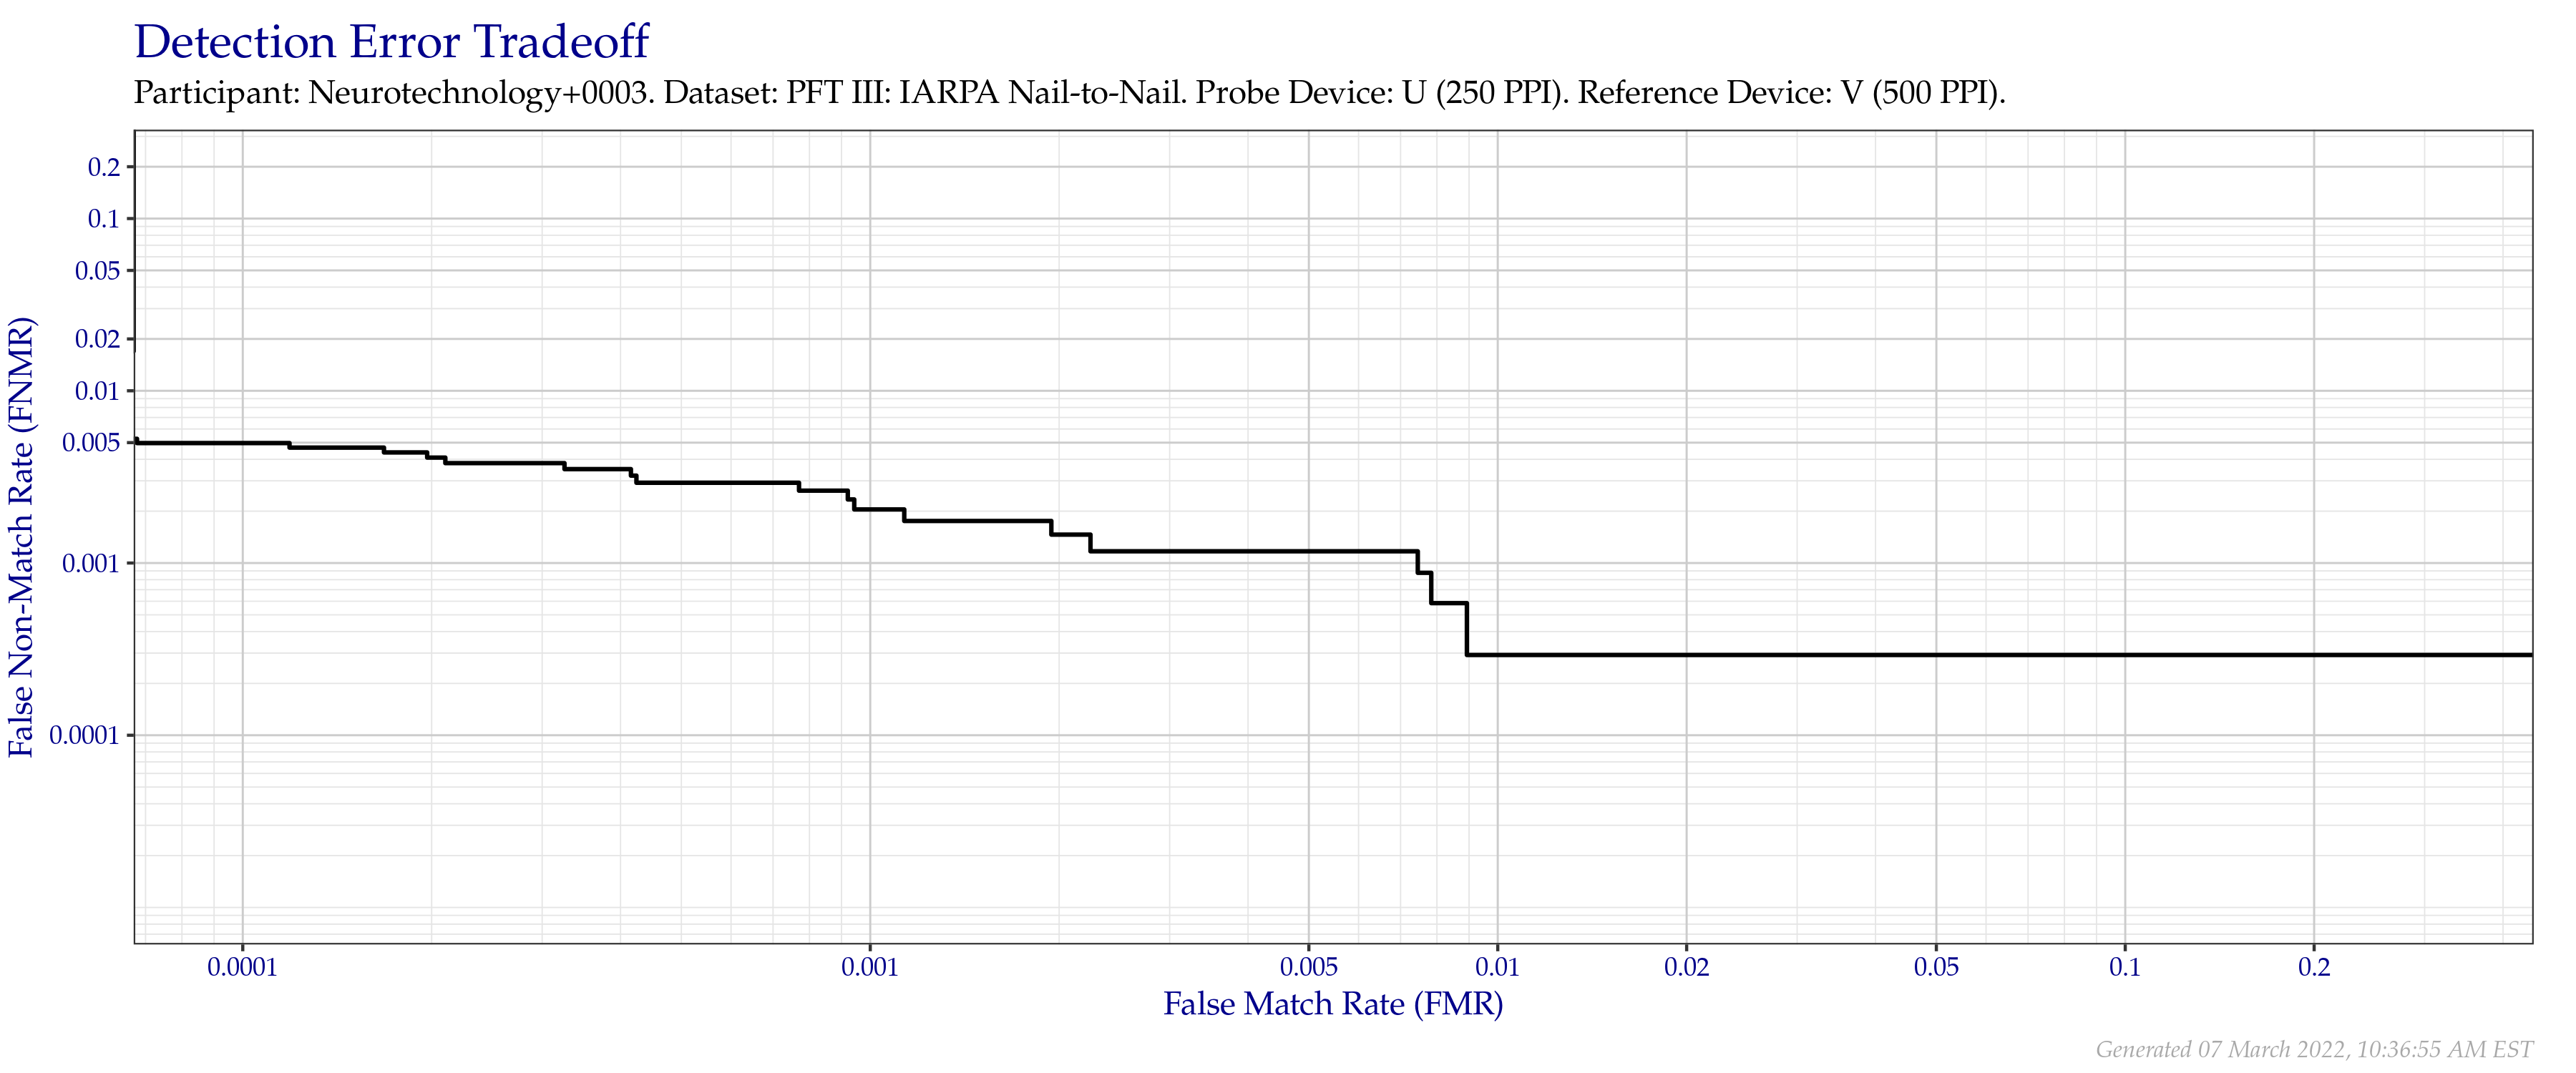 Detection Error Tradeoff
Participant: Neurotechnology+0003. Dataset: PFT III: IARPA Nail-to-Nail. Probe Device: U (250 PPI). Reference Device: V (500 PPI).
False Non-Match Rate (FNMR)
0.2
0.1
0.05
0.02
0.01
0.005
0.001
0.0001
0.0001 0.001 0.005 0.01 0.02 0.05 0.1 0.2
False Match Rate (FMR)
Generated 07 March 2022, 10:36:55 AM EST